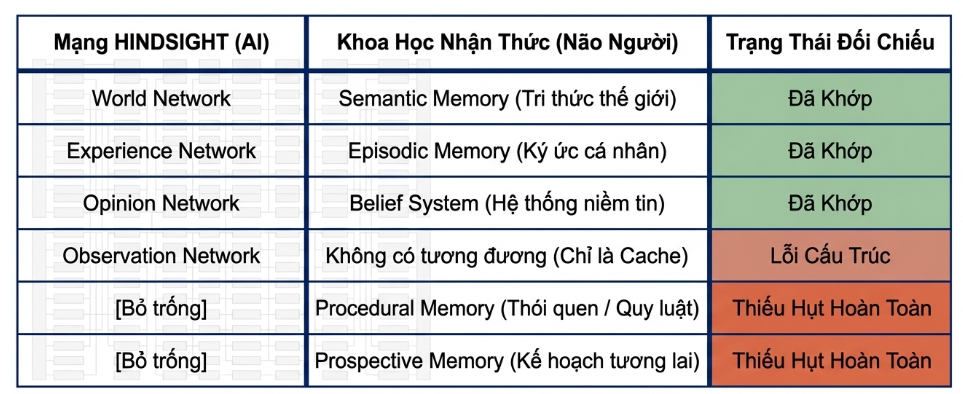 Mạng HINDSIGHT (AI) Khoa Học Nhận Thức (Não Người) Trạng Thái Đối Chiếu
World Network Semantic Memory (Tri thức thế giới) Đã Khớp
Experience Network Episodic Memory (Ký ức cá nhân) Đã Khớp
Opinion Network Belief System (Hệ thống niềm tin) Đã Khớp
Observation Network Không có tương đương (Chỉ là Cache) Lỗi Cấu Trúc
[Bỏ trống] Procedural Memory (Thói quen / Quy luật) Thiếu Hụt Hoàn Toàn
[Bỏ trống] Prospective Memory (Kế hoạch tương lai) Thiếu Hụt Hoàn Toàn